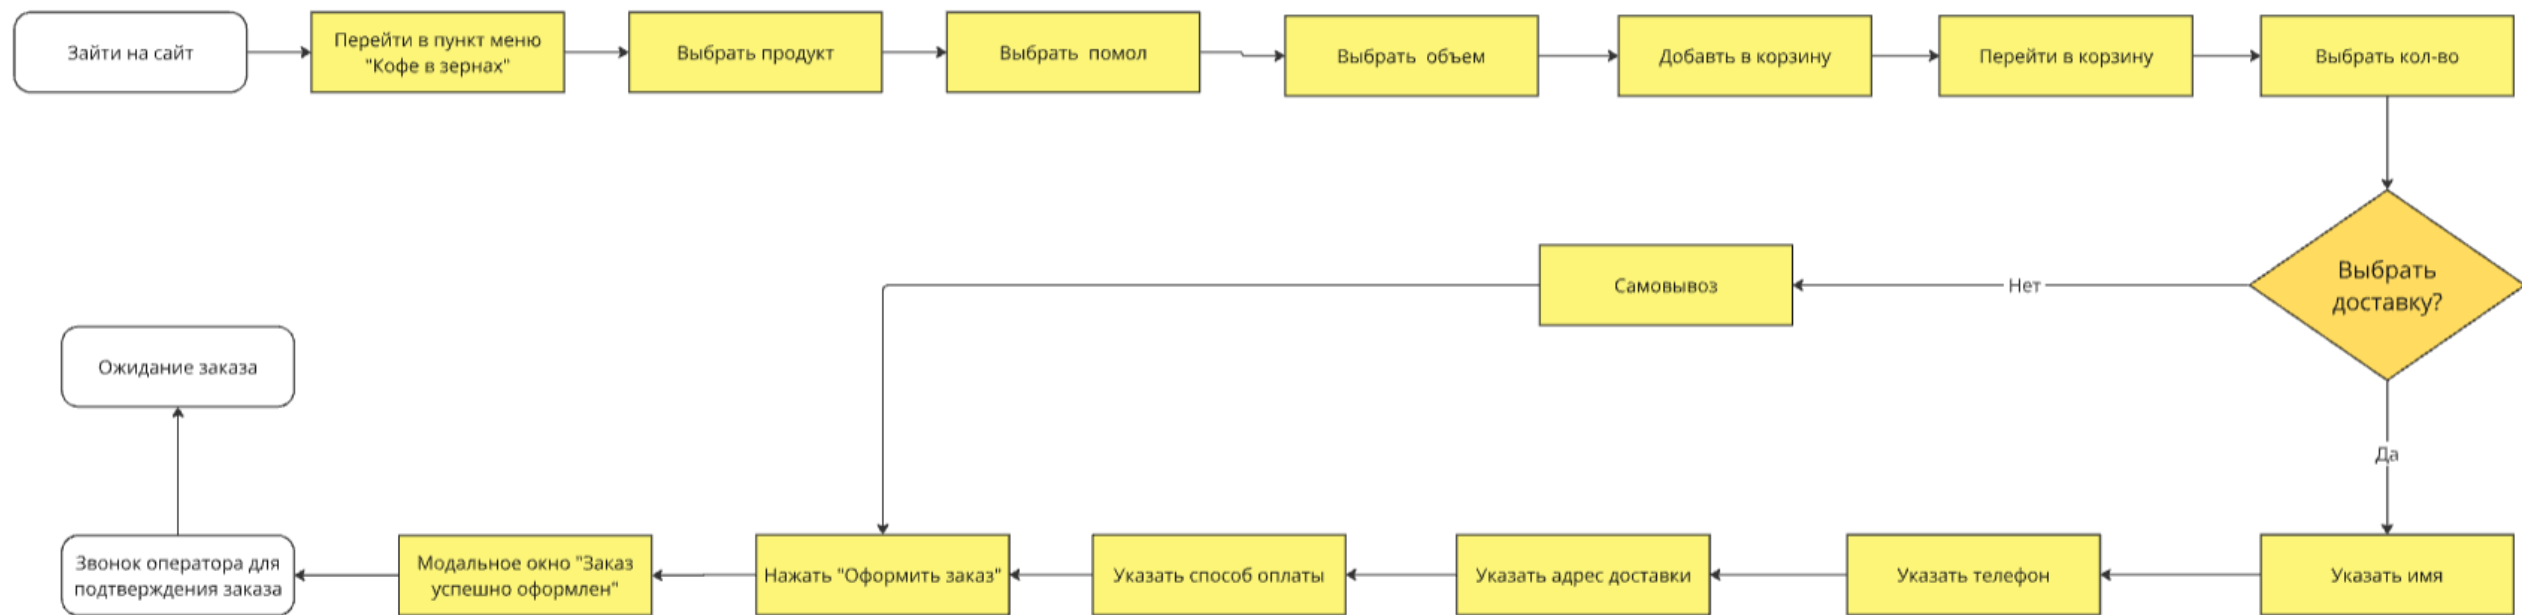 Зайти на сайт
Перейти в пункт меню
"Кофе в зернах"
Выбрать продукт
Выбрать помол
Выбрать объем
Добавть в корзину
Перейти в корзину
Выбрать кол-во
Выбрать
доставку?
Нет
Самовывоз
Да
Указать имя
Указать телефон
Указать адрес доставки
Указать способ оплаты
Нажать "Оформить заказ"
Модальное окно "Заказ
успешно оформлен"
Звонок оператора для
подтверждения заказа
Ожидание заказа